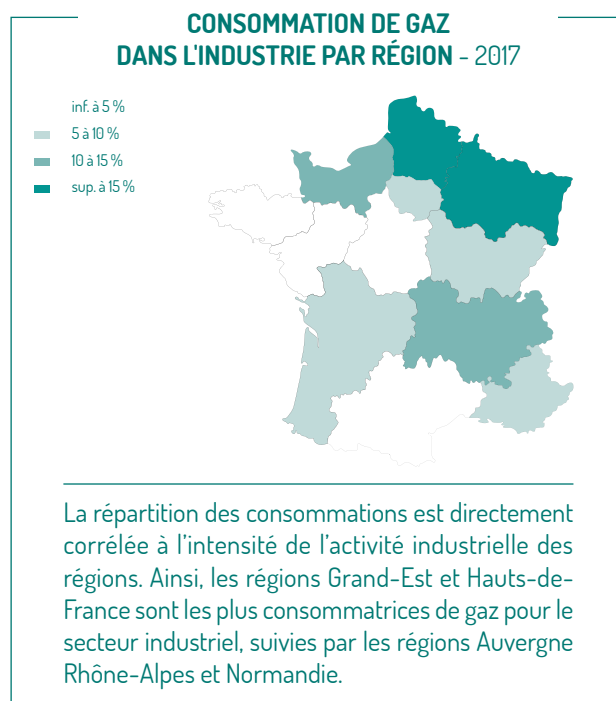 CONSOMMATION DE GAZ
DANS L'INDUSTRIE PAR RÉGION - 2017
inf. à 5 %
5 à 10 %
10 à 15 %
sup. à 15 %
La répartition des consommations est directement
corrélée à l'intensité de l'activité industrielle des
régions. Ainsi, les régions Grand-Est et Hauts-de-
France sont les plus consommatrices de gaz pour le
secteur industriel, suivies par les régions Auvergne
Rhône-Alpes et Normandie.